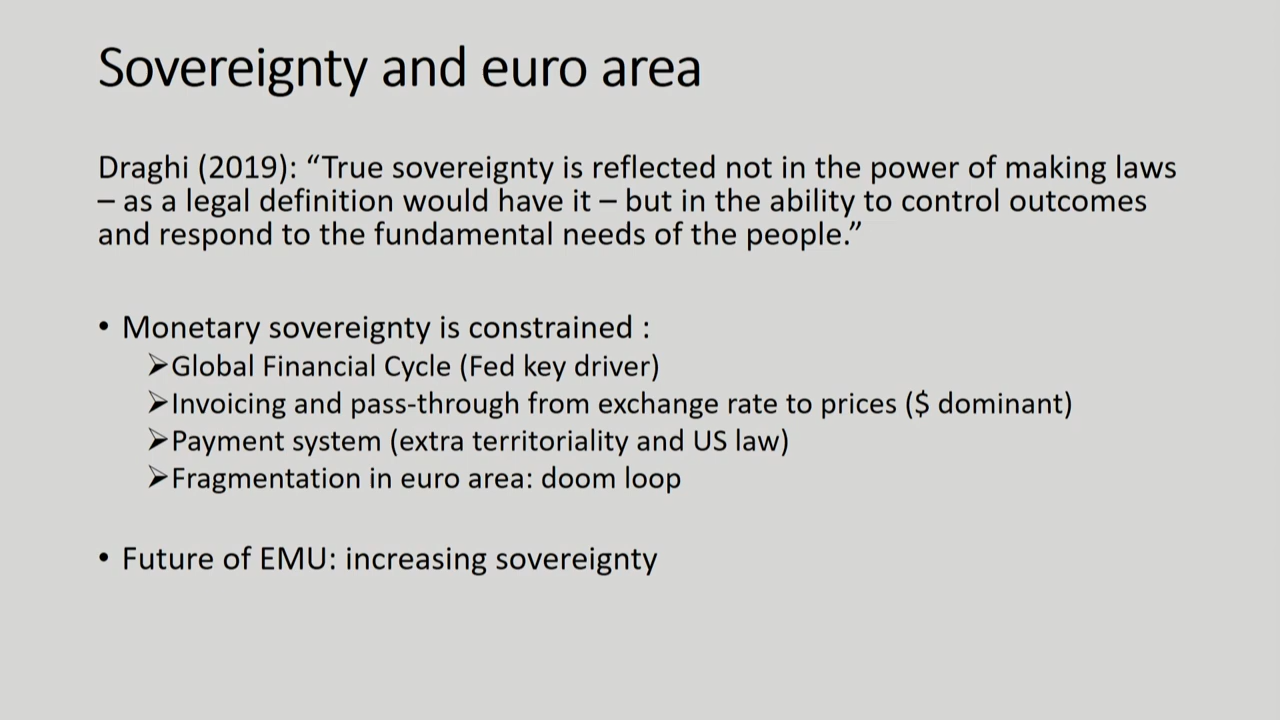 Sovereignty and euro area
Draghi (2019): “True sovereignty is reflected not in the power of making laws
– as a legal definition would have it – but in the ability to control outcomes
and respond to the fundamental needs of the people.”
• Monetary sovereignty is constrained :
➢Global Financial Cycle (Fed key driver)
➢Invoicing and pass-through from exchange rate to prices ($ dominant)
➢Payment system (extra territoriality and US law)
➢Fragmentation in euro area: doom loop
• Future of EMU: increasing sovereignty